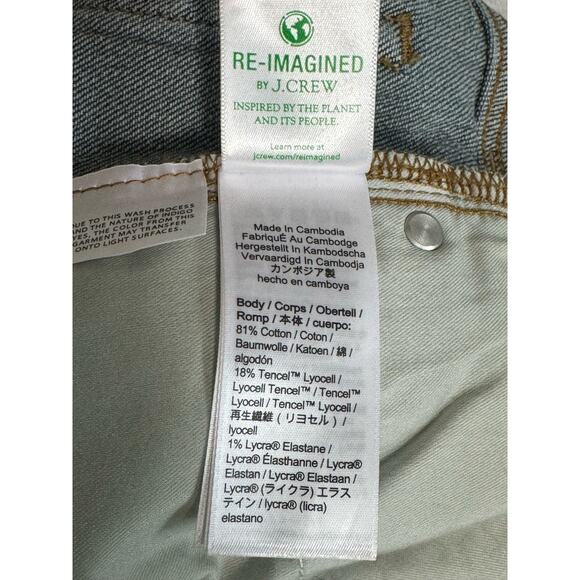 RE-IMAGINED
BY J.CREW
INSPIRED BY THE PLANET
AND ITS PEOPLE.
Learn more at
jcrew.com/reimagined
DUE TO THIS WASH PROCESS
AND THE NATURE OF INDIGO
THE COLOR FROM THIS
GARMENT MAY TRANSFER
ONTO LIGHT SURFACES.
Made In Cambodia
FabriquÉ Au Cambodge
Hergestellt In Kambodscha
Vervaardigd In Cambodja
カンボジア製
hecho en camboya
Body / Corps / Obertell /
Romp / 本体 / cuerpo:
81% Cotton / Coton /
Baumwolle / Katoen / 綿 /
algodón
18% Tencel™ Lyocell /
Lyocell Tencel™ / Tencel™
Lyocell / Tencel™ Lyocell /
再生繊維（リヨセル）/
lyocell
1% Lycra® Elastane /
Lycra® Élasthanne / Lycra®
Elastan / Lycra® Elastaan /
Lycra® (ライクラ) エラス
テイン / lycra® (licra)
elastano